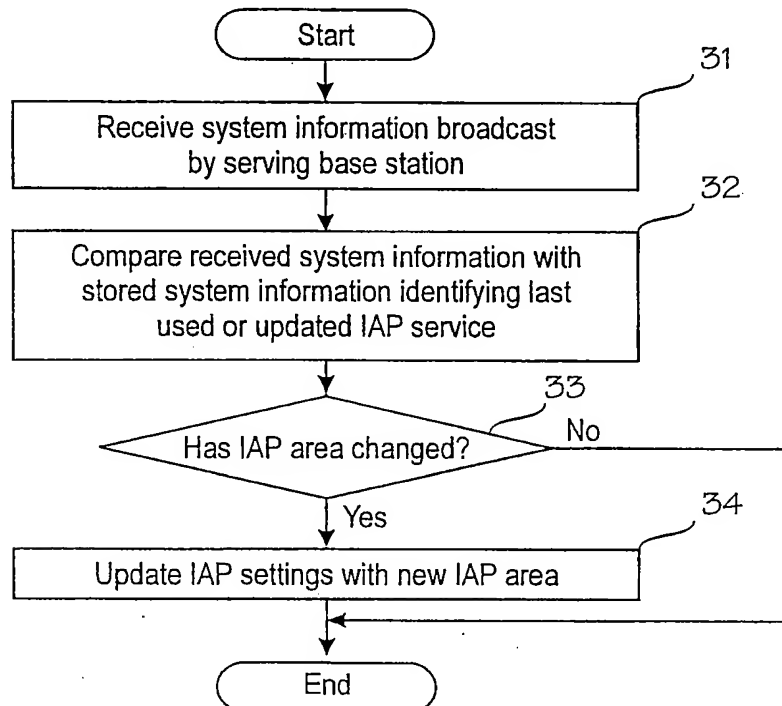 Start
31
Receive system information broadcast
by serving base station
32
Compare received system information with
stored system information identifying last
used or updated IAP service
33
Has IAP area changed?
No
Yes
34
Update IAP settings with new IAP area
End